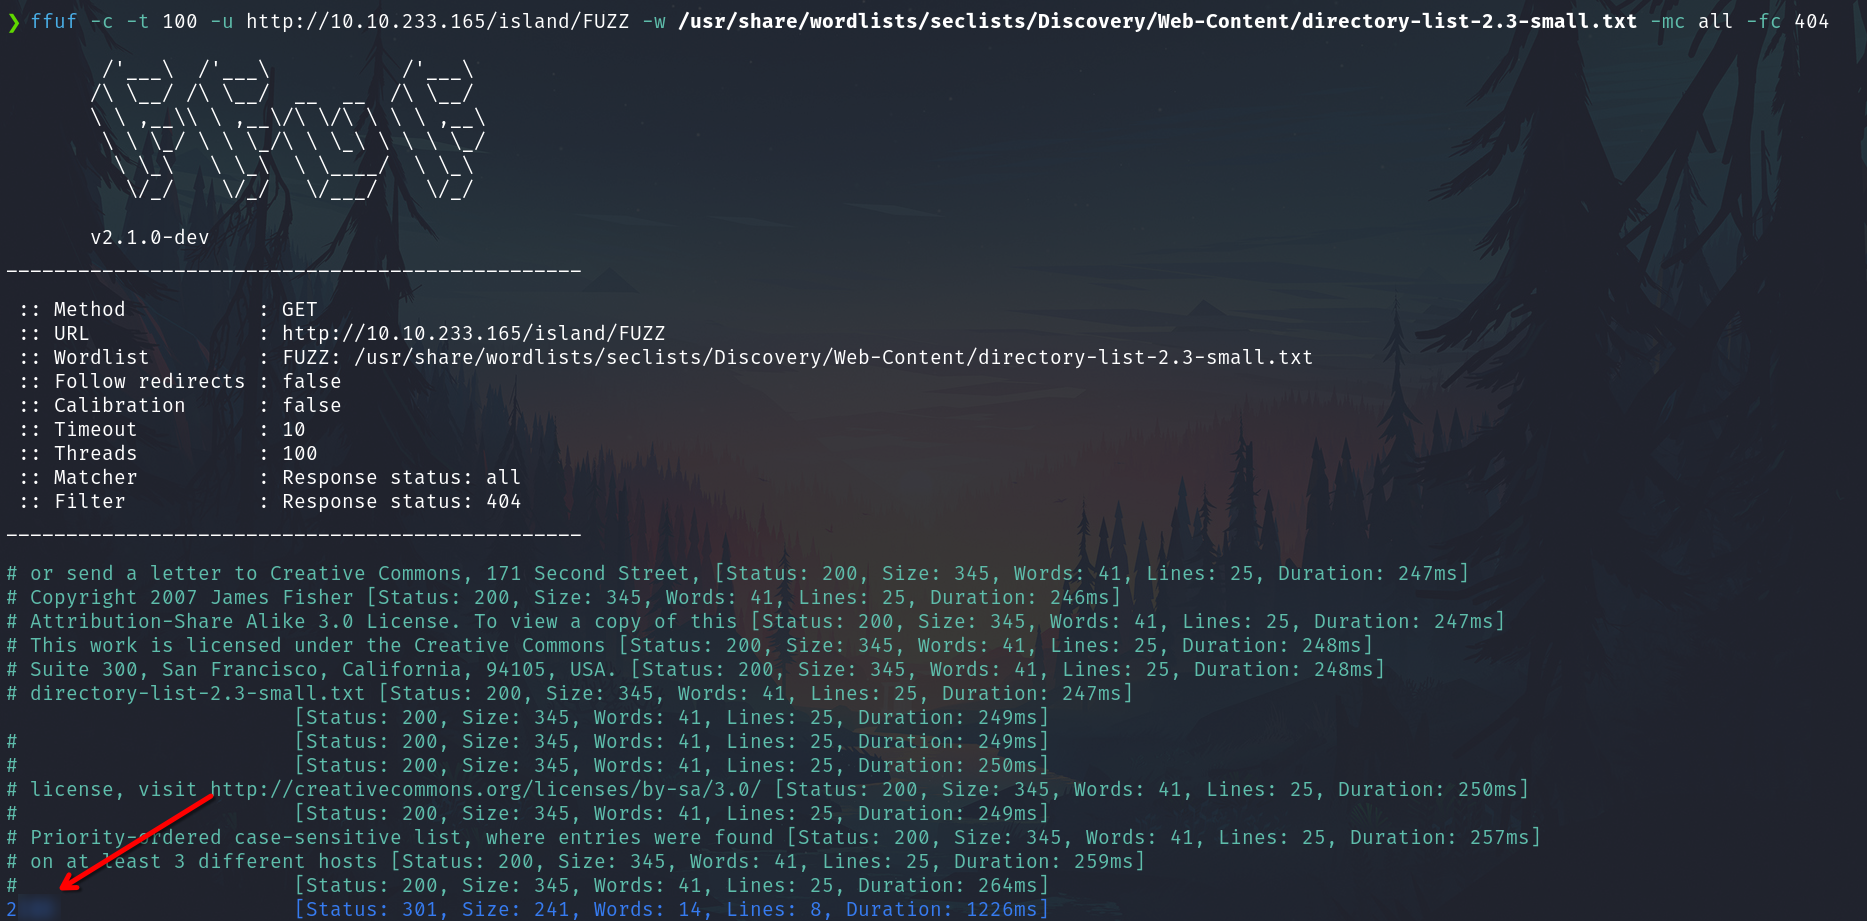 ❯ ffuf -c -t 100 -u http://10.10.233.165/island/FUZZ -w /usr/share/wordlists/seclists/Discovery/Web-Content/directory-list-2.3-small.txt -mc all -fc 404
        /'___\  /'___\           /'___\
       /\ \__/ /\ \__/  __  __  /\ \__/
       \ \ ,__\\ \ ,__\/\ \/\ \ \ \ ,__\
        \ \ \_/ \ \ \_/\ \ \_\ \ \ \ \_/
         \ \_\   \ \_\  \ \____/  \ \_\
          \/_/    \/_/   \/___/    \/_/
       v2.1.0-dev
________________________________________________
 :: Method           : GET
 :: URL              : http://10.10.233.165/island/FUZZ
 :: Wordlist         : FUZZ: /usr/share/wordlists/seclists/Discovery/Web-Content/directory-list-2.3-small.txt
 :: Follow redirects : false
 :: Calibration      : false
 :: Timeout          : 10
 :: Threads          : 100
 :: Matcher          : Response status: all
 :: Filter           : Response status: 404
________________________________________________
# or send a letter to Creative Commons, 171 Second Street, [Status: 200, Size: 345, Words: 41, Lines: 25, Duration: 247ms]
# Copyright 2007 James Fisher [Status: 200, Size: 345, Words: 41, Lines: 25, Duration: 246ms]
# Attribution-Share Alike 3.0 License. To view a copy of this [Status: 200, Size: 345, Words: 41, Lines: 25, Duration: 247ms]
# This work is licensed under the Creative Commons [Status: 200, Size: 345, Words: 41, Lines: 25, Duration: 248ms]
# Suite 300, San Francisco, California, 94105, USA. [Status: 200, Size: 345, Words: 41, Lines: 25, Duration: 248ms]
# directory-list-2.3-small.txt [Status: 200, Size: 345, Words: 41, Lines: 25, Duration: 247ms]
                        [Status: 200, Size: 345, Words: 41, Lines: 25, Duration: 249ms]
#                       [Status: 200, Size: 345, Words: 41, Lines: 25, Duration: 249ms]
#                       [Status: 200, Size: 345, Words: 41, Lines: 25, Duration: 250ms]
# license, visit http://creativecommons.org/licenses/by-sa/3.0/ [Status: 200, Size: 345, Words: 41, Lines: 25, Duration: 250ms]
#                       [Status: 200, Size: 345, Words: 41, Lines: 25, Duration: 249ms]
# Priority-ordered case-sensitive list, where entries were found [Status: 200, Size: 345, Words: 41, Lines: 25, Duration: 257ms]
# on at least 3 different hosts [Status: 200, Size: 345, Words: 41, Lines: 25, Duration: 259ms]
#                       [Status: 200, Size: 345, Words: 41, Lines: 25, Duration: 264ms]
2                       [Status: 301, Size: 241, Words: 14, Lines: 8, Duration: 1226ms]